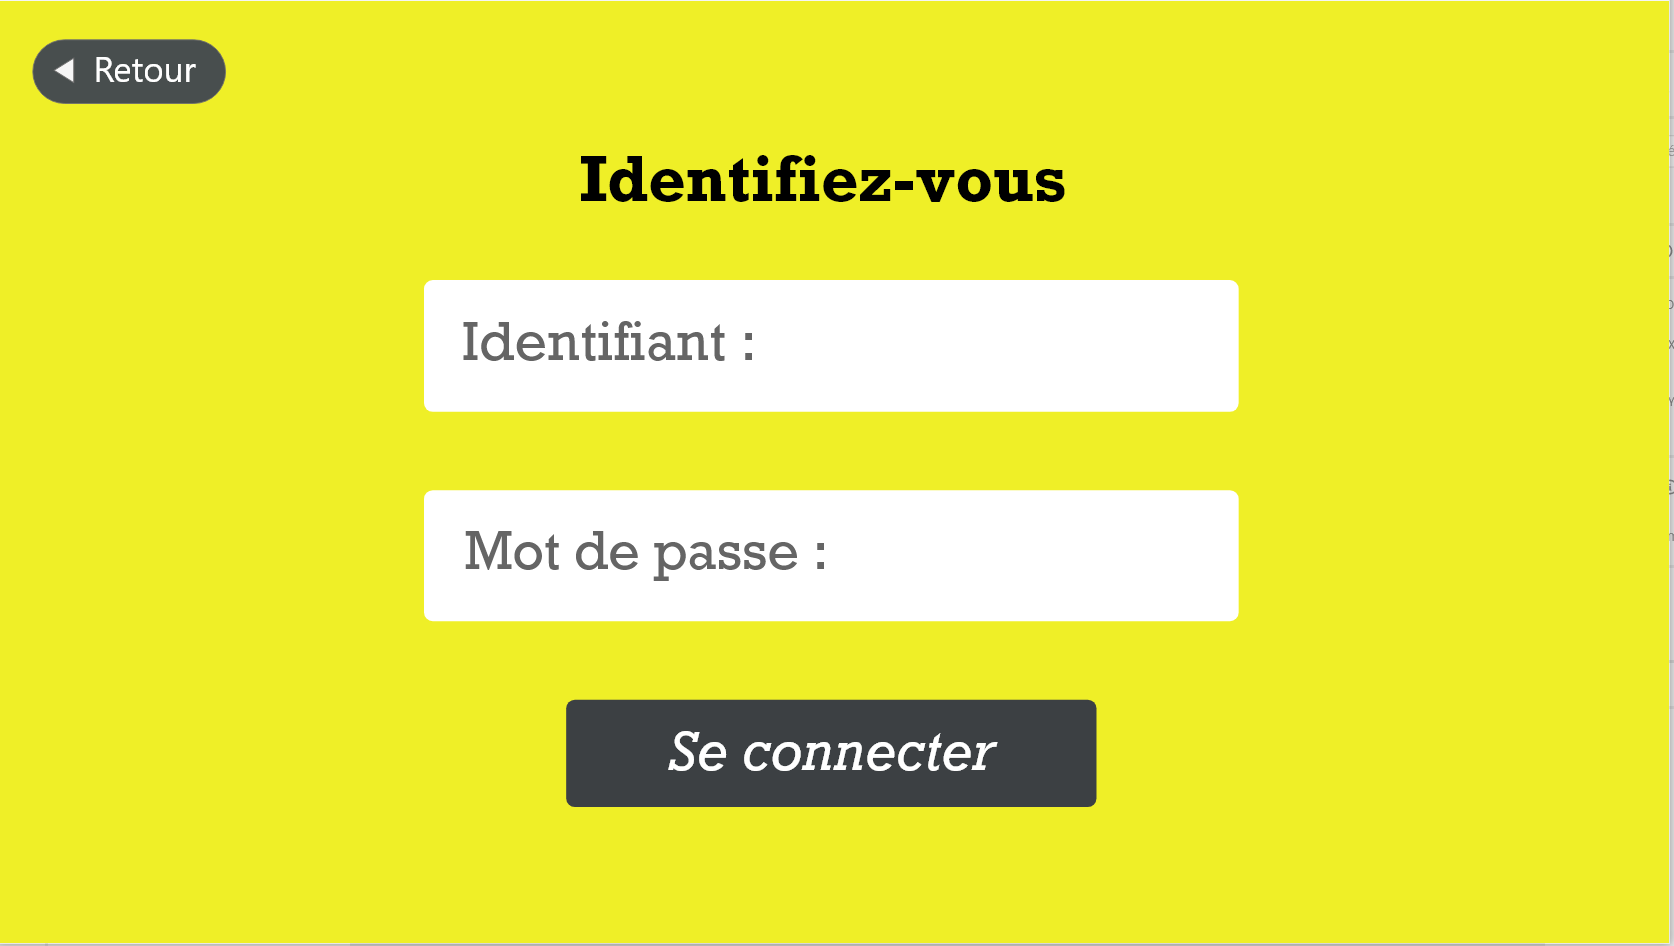 Retour
Identifiez-vous
Identifiant :
Mot de passe :
Se connecter